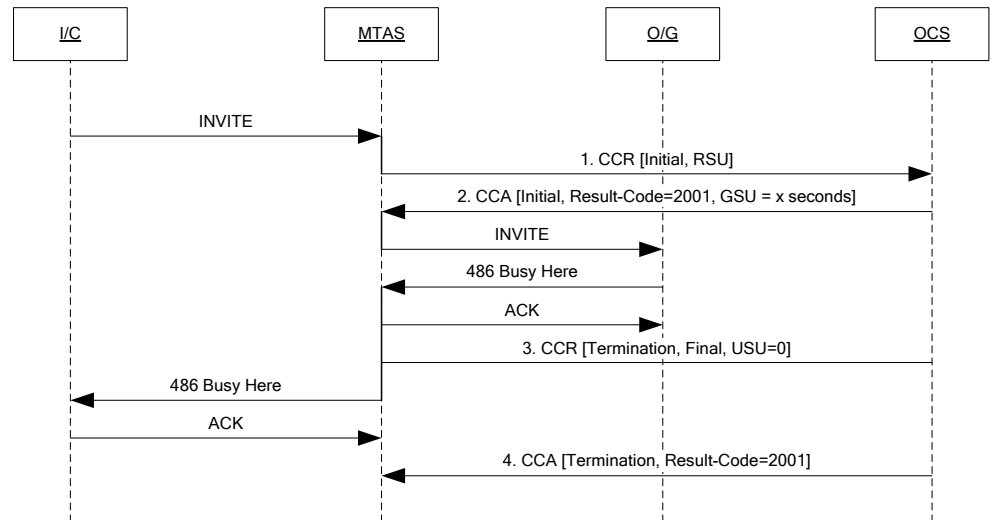 I/C
MTAS
O/G
OCS
INVITE
1. CCR [Initial, RSU]
2. CCA [Initial, Result-Code=2001, GSU = x seconds]
INVITE
486 Busy Here
ACK
3. CCR [Termination, Final, USU=0]
486 Busy Here
ACK
4. CCA [Termination, Result-Code=2001]